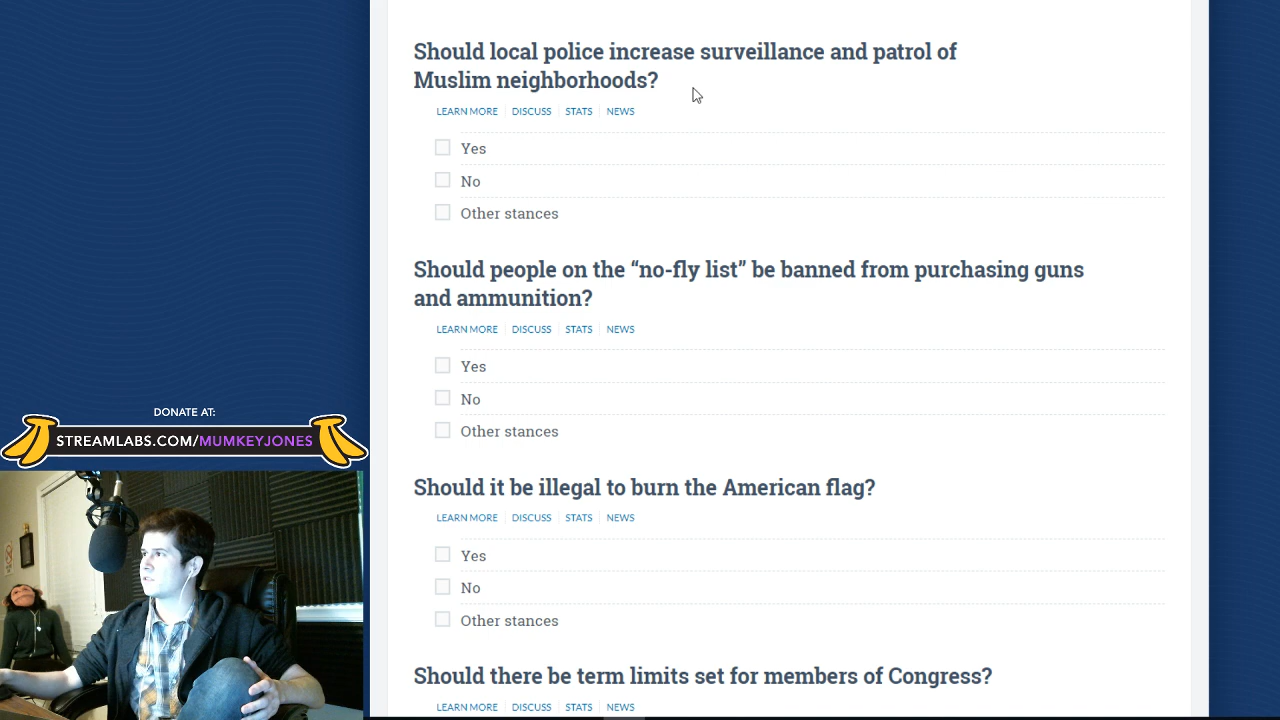 Should local police increase surveillance and patrol of
Muslim neighborhoods?
LEARN MORE DISCUSS STATS NEWS
Yes
No
Other stances
Should people on the “no-fly list” be banned from purchasing guns
and ammunition?
LEARN MORE DISCUSS STATS NEWS
Yes
No
Other stances
Should it be illegal to burn the American flag?
LEARN MORE DISCUSS STATS NEWS
Yes
No
Other stances
Should there be term limits set for members of Congress?
LEARN MORE DISCUSS STATS NEWS
DONATE AT:
STREAMLABS.COM/MUMKEYJONES